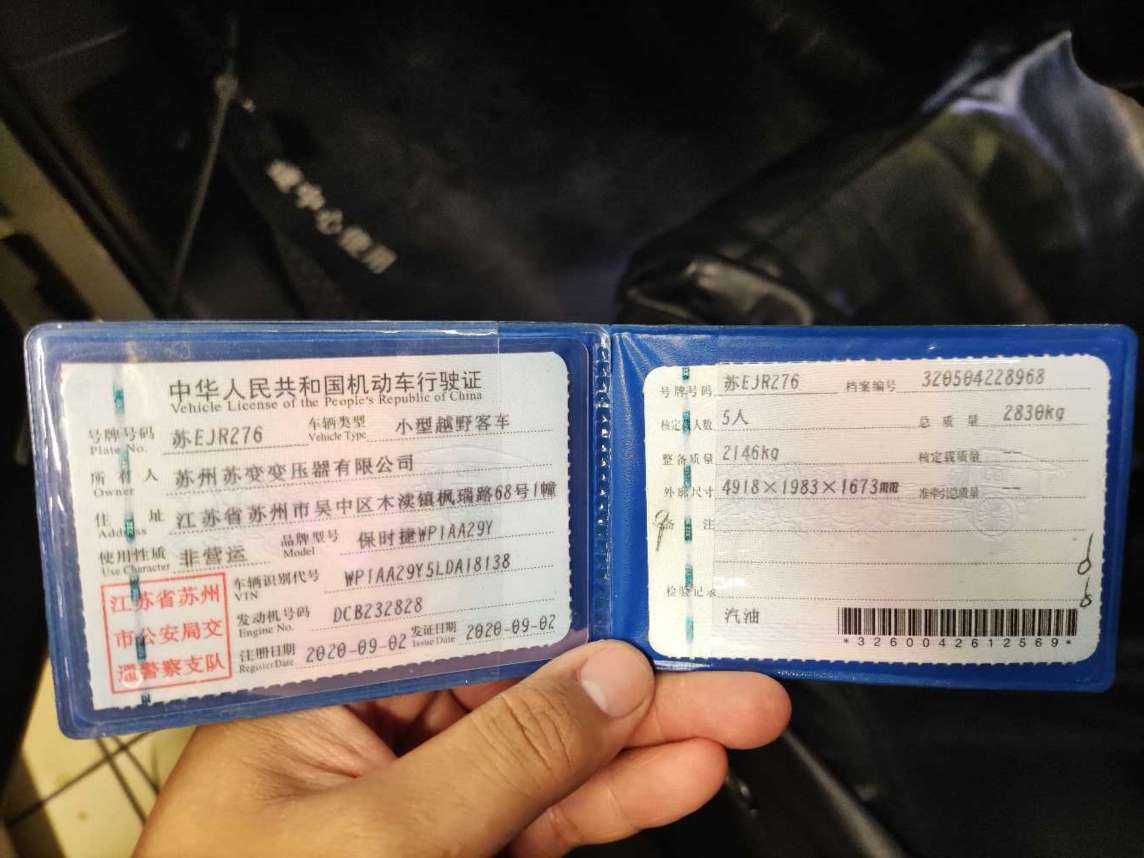 管中心使用
中华人民共和国机动车行驶证
Vehicle License of the People's Republic of China
号牌号码 苏EJR276 车辆类型 小型越野客车
Plate No. Vehicle Type
所有人 苏州苏变变压器有限公司
Owner
住址 江苏省苏州市吴中区木渎镇枫瑞路68号1幢
Address
使用性质 非营运 品牌型号 保时捷WP1AA29Y
Use Character Model
江苏省苏州
市公安局交
通警察支队
车辆识别代号 WP1AA29Y5LDA18138
VIN
发动机号码 DCB232828
Engine No.
注册日期 2020-09-02 发证日期 2020-09-02
Register Date Issue Date
号牌号码 苏EJR276 档案编号 320504228968
核定人数 5人 总质量 2830kg
整备质量 2146kg 核定载质量 --
外廓尺寸 4918×1983×1673mm 准牵引总质量 --
备注
检验记录
汽油
*3260042612569*